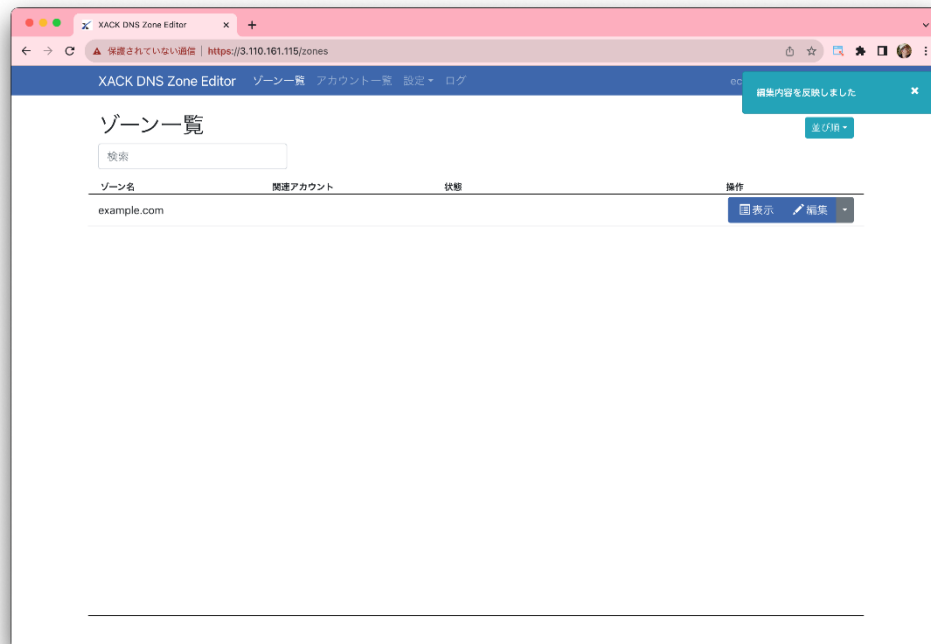 XACK DNS Zone Editor
保護されていない通信 | https://3.110.161.115/zones
XACK DNS Zone Editor ゾーン一覧 アカウント一覧 設定 ログ ec
編集内容を反映しました
ゾーン一覧
並び順
検索
ゾーン名 関連アカウント 状態 操作
example.com 表示 編集